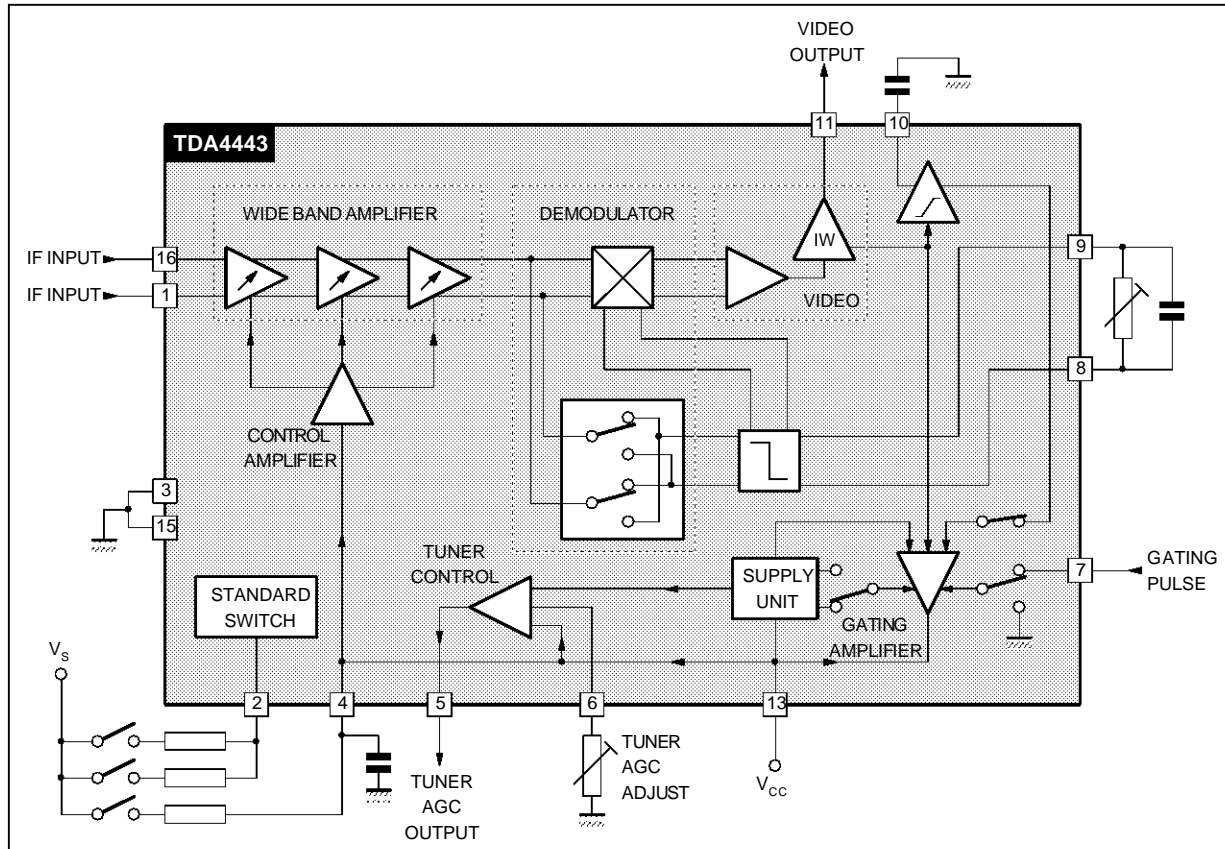 VIDEO
OUTPUT
11
10
TDA4443
WIDE BAND AMPLIFIER
DEMODULATOR
IW
IF INPUT
16
9
IF INPUT
1
VIDEO
8
CONTROL
AMPLIFIER
3
15
TUNER
CONTROL
SUPPLY
UNIT
7
GATING
PULSE
STANDARD
SWITCH
GATING
AMPLIFIER
VS
2
4
5
6
13
TUNER
AGC
OUTPUT
TUNER
AGC
ADJUST
VCC